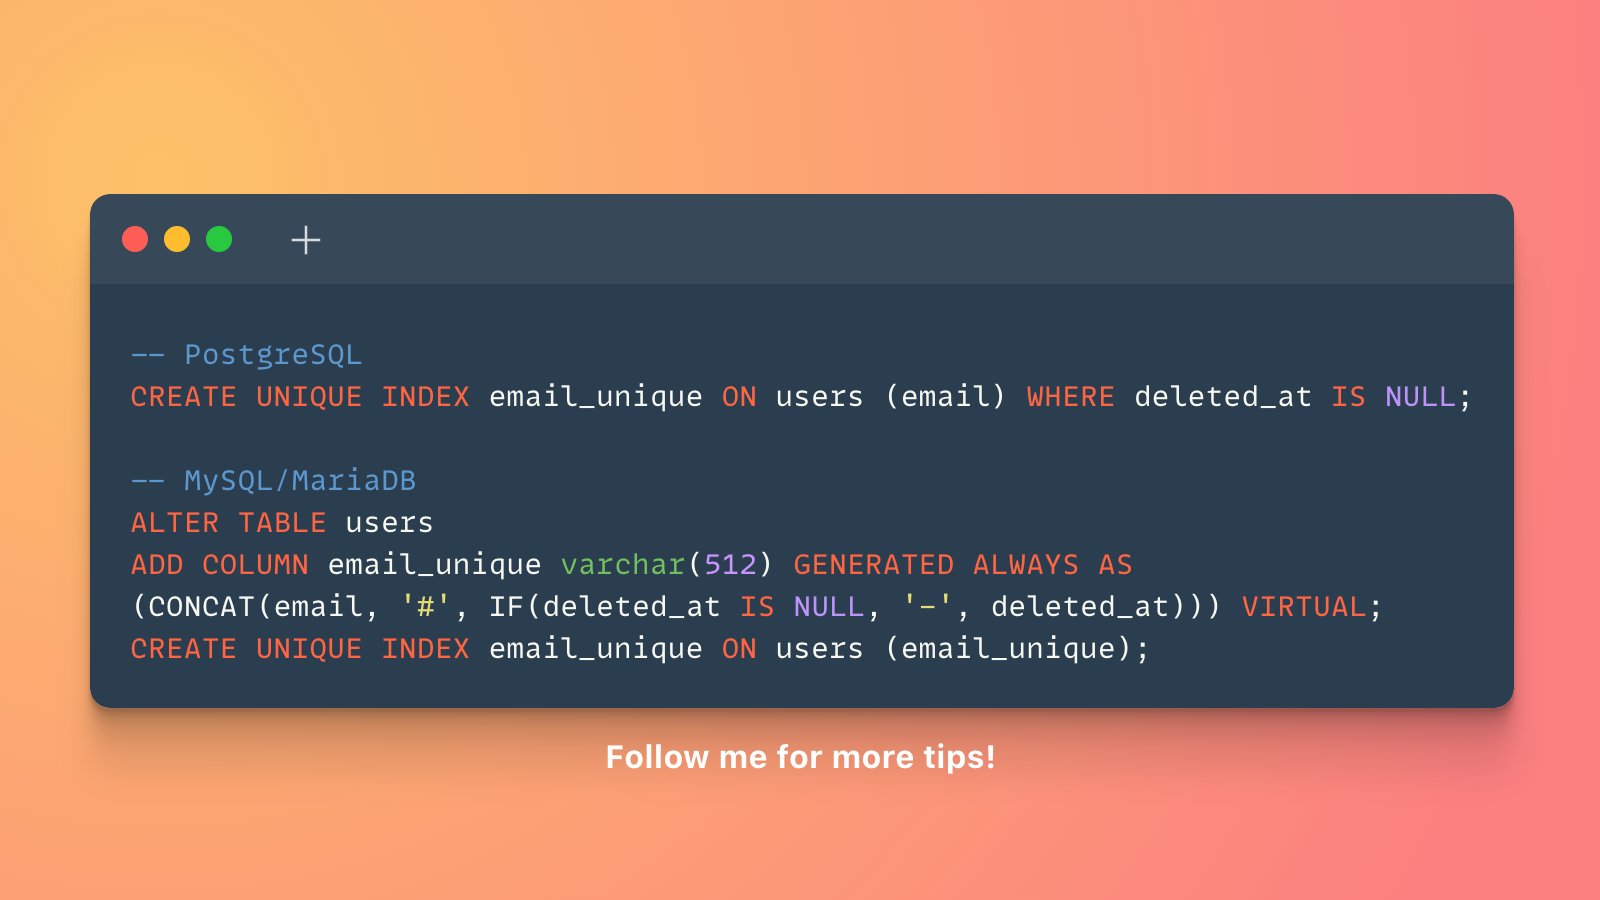 -- PostgreSQL
CREATE UNIQUE INDEX email_unique ON users (email) WHERE deleted_at IS NULL;
-- MySQL/MariaDB
ALTER TABLE users
ADD COLUMN email_unique varchar(512) GENERATED ALWAYS AS
(CONCAT(email, '#', IF(deleted_at IS NULL, '-', deleted_at))) VIRTUAL;
CREATE UNIQUE INDEX email_unique ON users (email_unique);
Follow me for more tips!